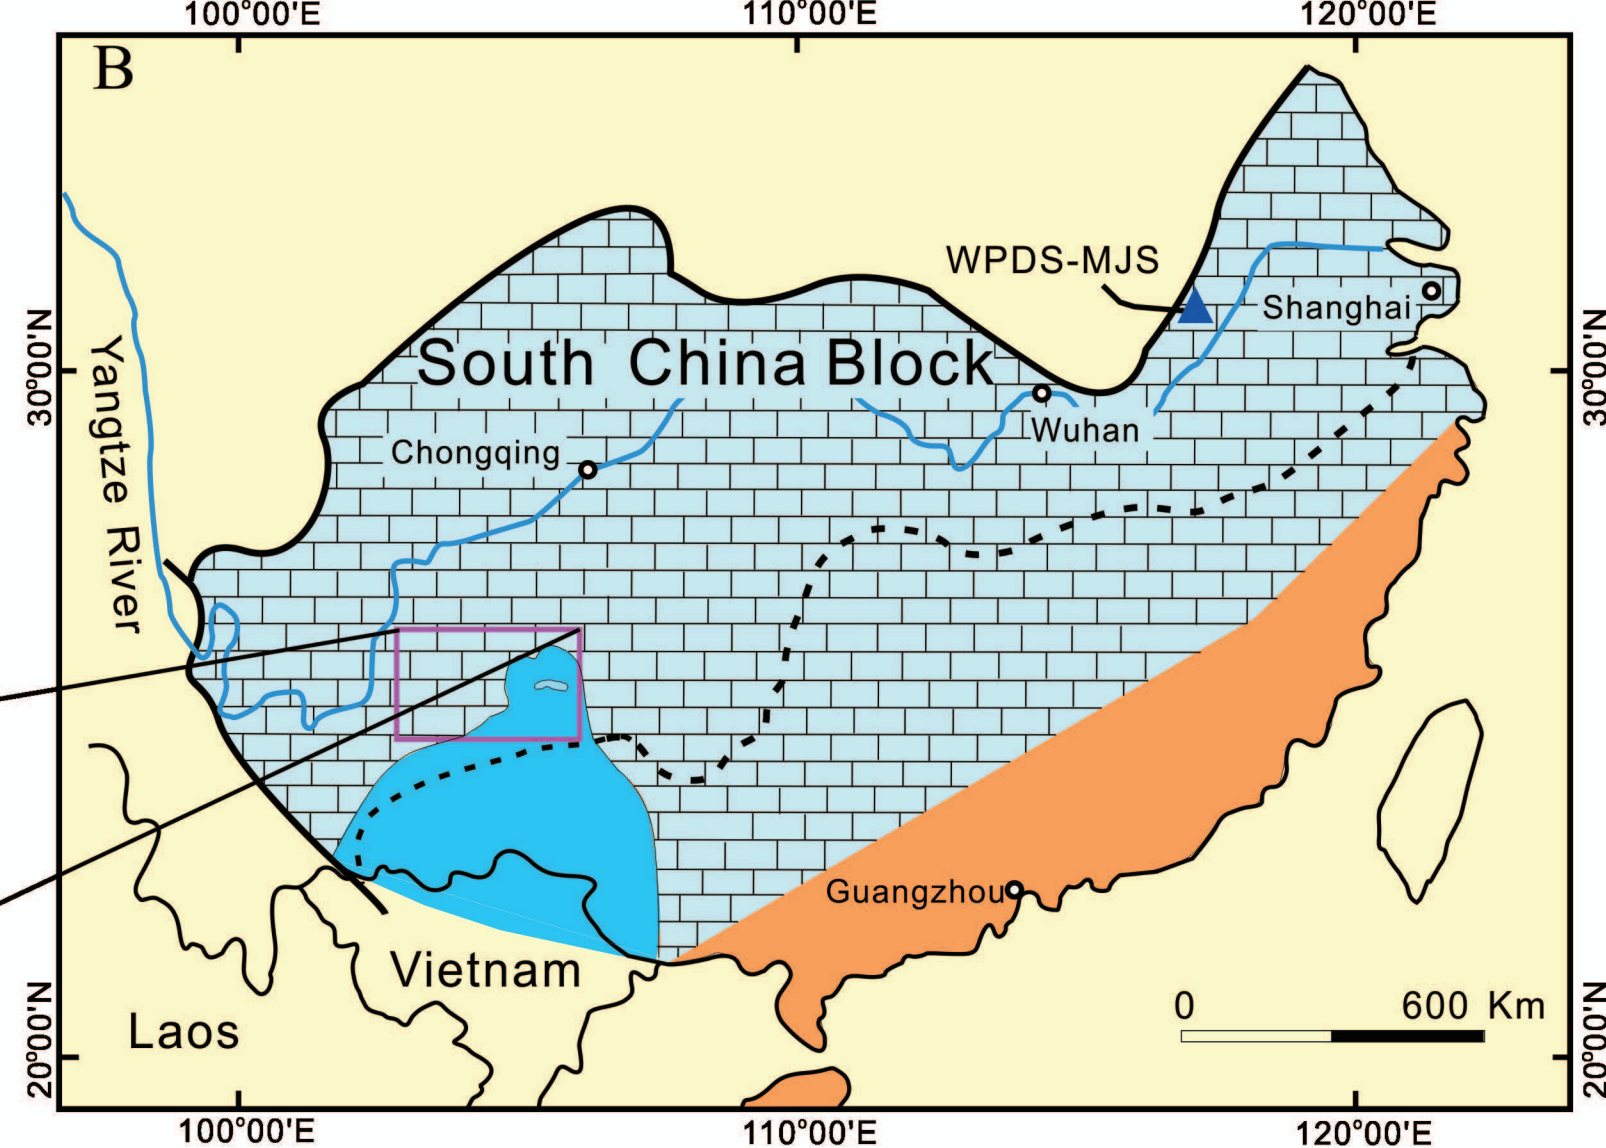 100°00'E 110°00'E 120°00'E
B
WPDS-MJS
Shanghai
30°00'N
30°00'N
South China Block
Yangtze River
Wuhan
Chongqing
Guangzhou
Vietnam
Laos
0 600 Km
20°00'N
20°00'N
100°00'E 110°00'E 120°00'E